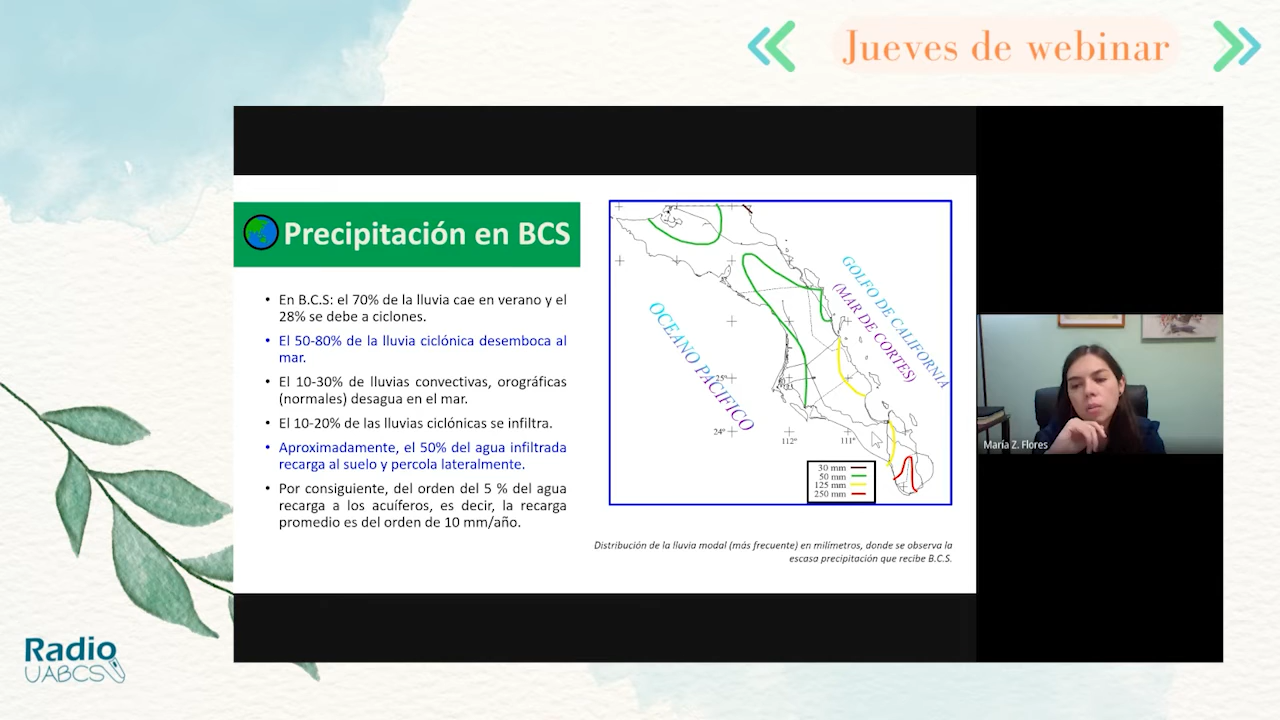 Jueves de webinar
Precipitación en BCS
• En B.C.S: el 70% de la lluvia cae en verano y el
28% se debe a ciclones.
• El 50-80% de la lluvia ciclónica desemboca al
mar.
• El 10-30% de lluvias convectivas, orográficas
(normales) desagua en el mar.
• El 10-20% de las lluvias ciclónicas se infiltra.
• Aproximadamente, el 50% del agua infiltrada
recarga al suelo y percola lateralmente.
• Por consiguiente, del orden del 5 % del agua
recarga a los acuíferos, es decir, la recarga
promedio es del orden de 10 mm/año.
OCEANO PACIFICO
GOLFO DE CALIFORNIA
(MAR DE CORTES)
25°
24°
112°
111°
30 mm
50 mm
125 mm
250 mm
Distribución de la lluvia modal (más frecuente) en milímetros, donde se observa la
escasa precipitación que recibe B.C.S.
María Z. Flores
Radio
UABCS